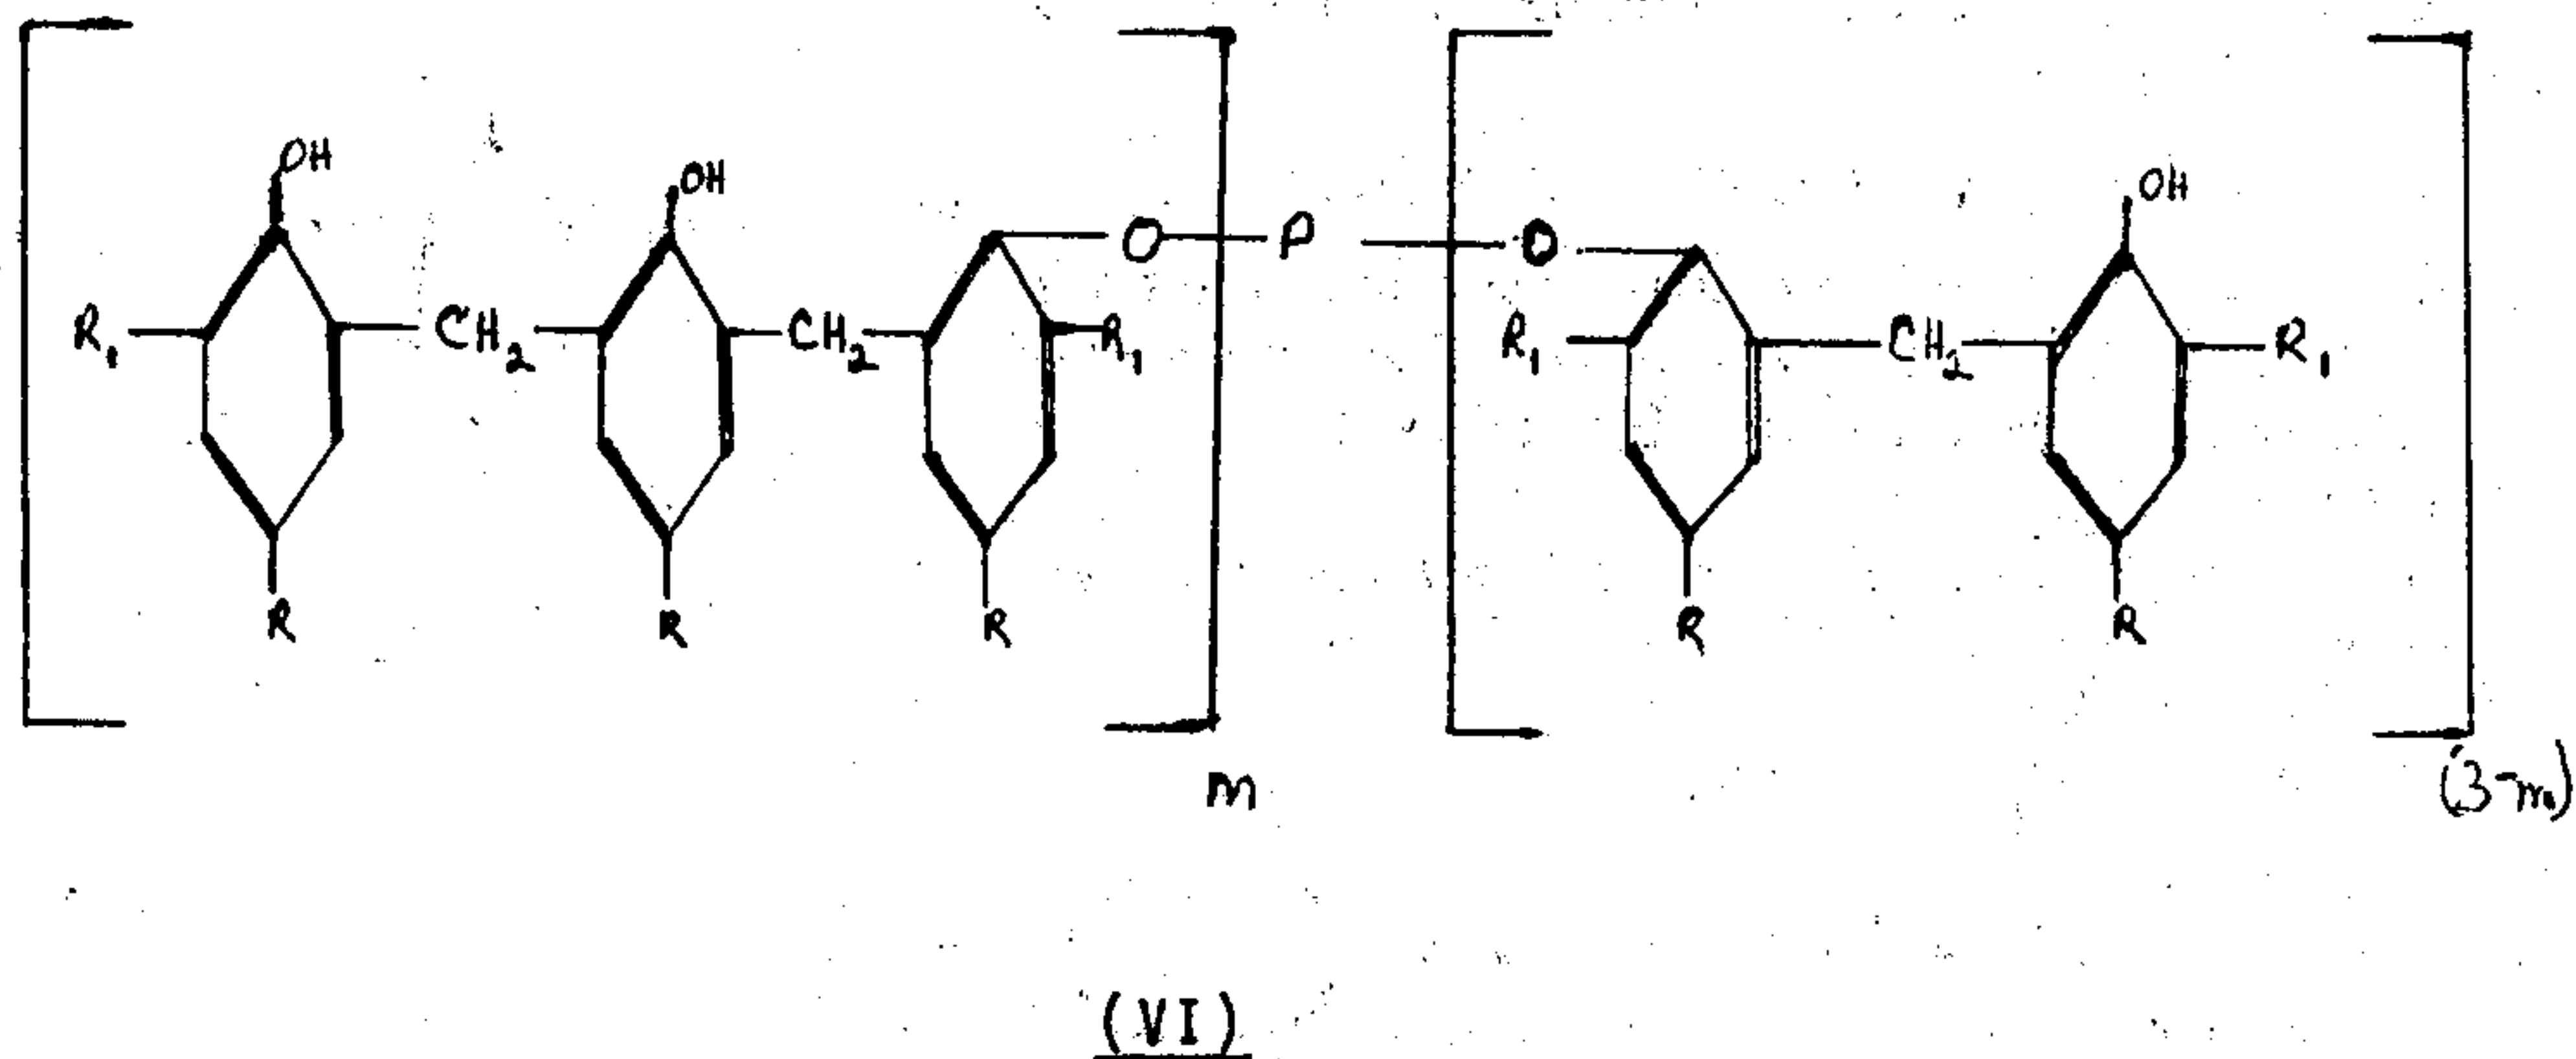 OH OH OH
O P O
R₁ CH₂ CH₂ R₁ R₁ CH₂ R₁
R R R R R
m (3-m)
(VI)